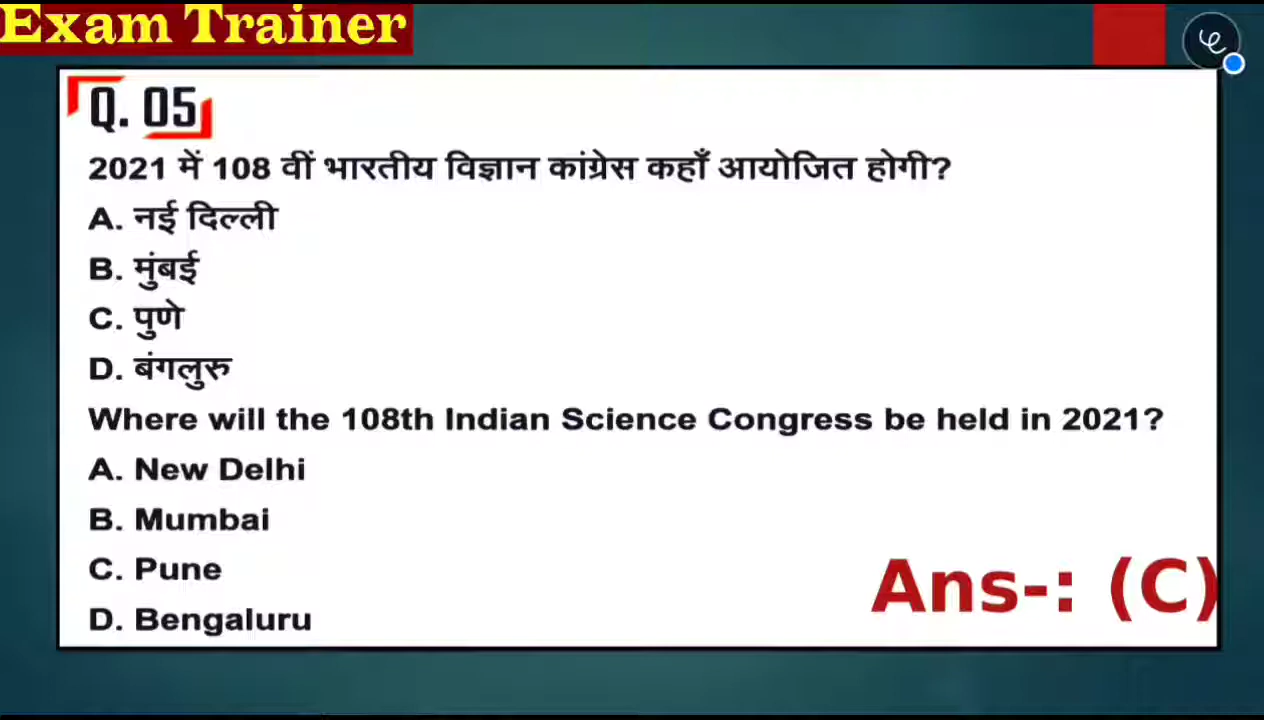 Exam Trainer
Q. 05
2021 में 108 वीं भारतीय विज्ञान कांग्रेस कहाँ आयोजित होगी?
A. नई दिल्ली
B. मुंबई
C. पुणे
D. बंगलुरु
Where will the 108th Indian Science Congress be held in 2021?
A. New Delhi
B. Mumbai
C. Pune
D. Bengaluru
Ans-: (C)